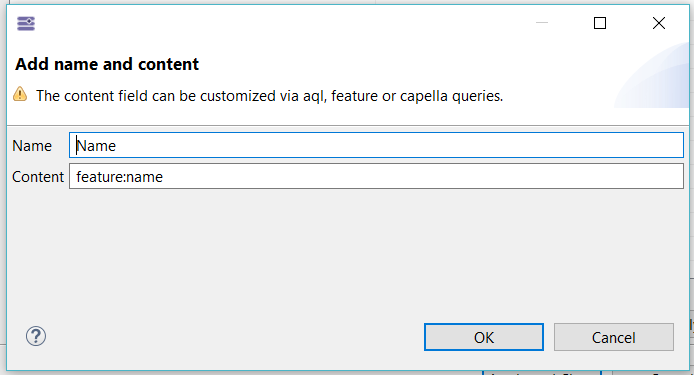 Add name and content
The content field can be customized via aql, feature or capella queries.
Name Name
Content feature:name
?
OK Cancel